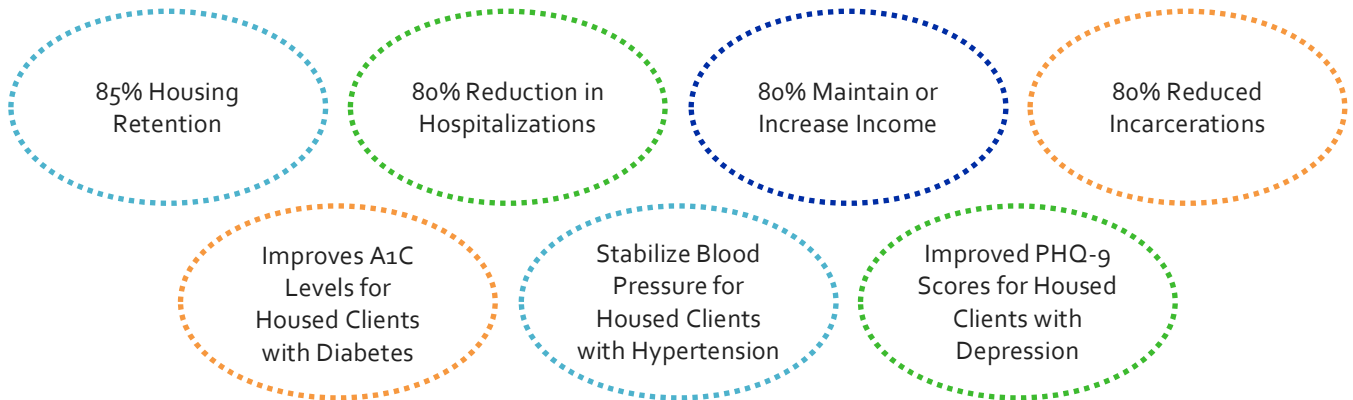 85% Housing
Retention
80% Reduction in
Hospitalizations
80% Maintain or
Increase Income
80% Reduced
Incarcerations
Improves A1C
Levels for
Housed Clients
with Diabetes
Stabilize Blood
Pressure for
Housed Clients
with Hypertension
Improved PHQ-9
Scores for Housed
Clients with
Depression